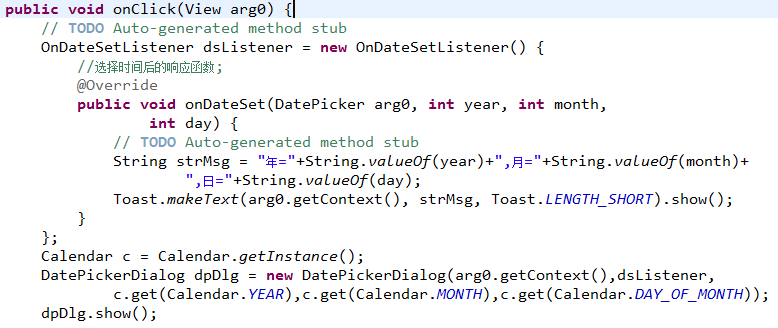 public void onClick(View arg0) {
// TODO Auto-generated method stub
OnDateSetListener dsListener = new OnDateSetListener() {
//选择时间后的响应函数;
@Override
public void onDateSet(DatePicker arg0, int year, int month,
int day) {
// TODO Auto-generated method stub
String strMsg = "年="+String.valueOf(year)+",月="+String.valueOf(month)+
",日="+String.valueOf(day);
Toast.makeText(arg0.getContext(), strMsg, Toast.LENGTH_SHORT).show();
}
};
Calendar c = Calendar.getInstance();
DatePickerDialog dpDlg = new DatePickerDialog(arg0.getContext(),dsListener,
c.get(Calendar.YEAR),c.get(Calendar.MONTH),c.get(Calendar.DAY_OF_MONTH));
dpDlg.show();